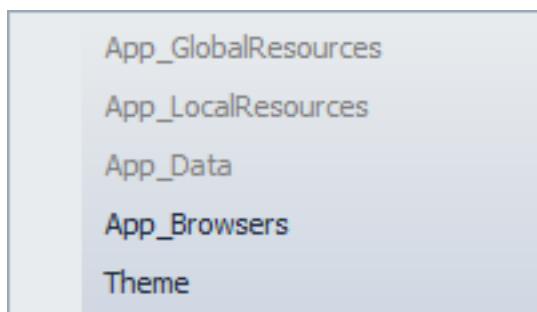 App_GlobalResources
App_LocalResources
App_Data
App_Browsers
Theme